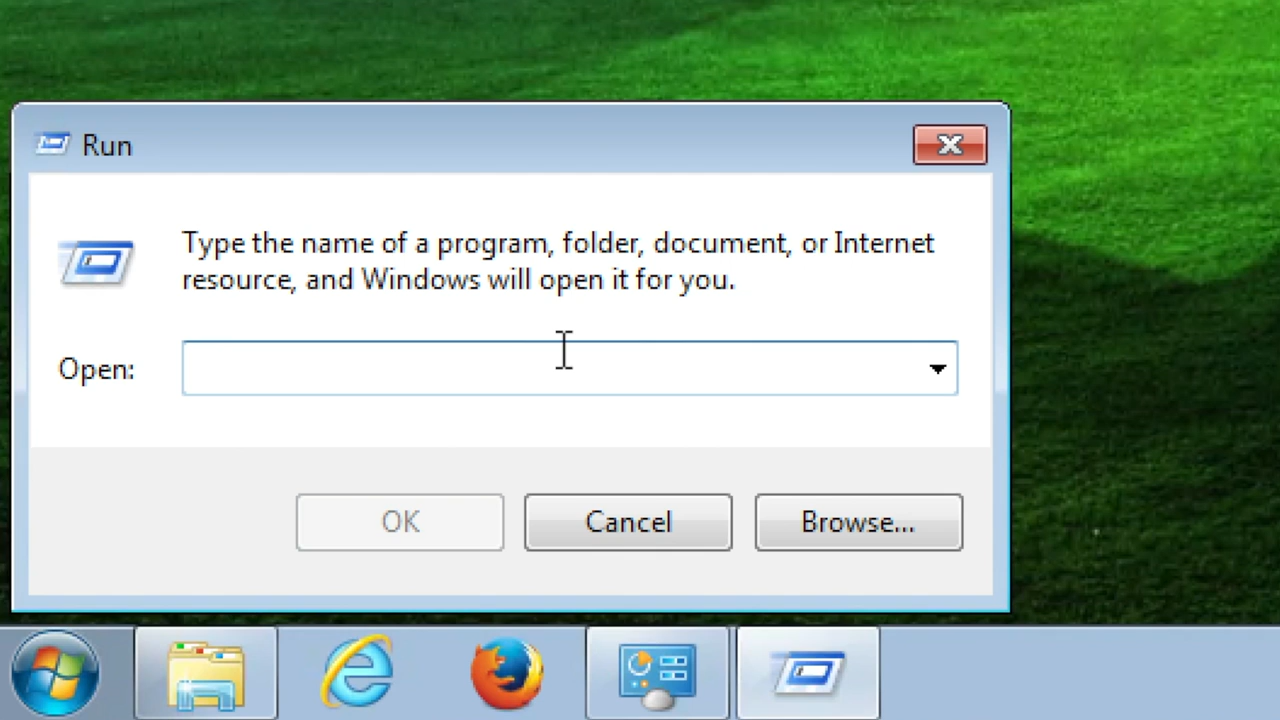 Run
Type the name of a program, folder, document, or Internet
resource, and Windows will open it for you.
Open:
OK
Cancel
Browse...